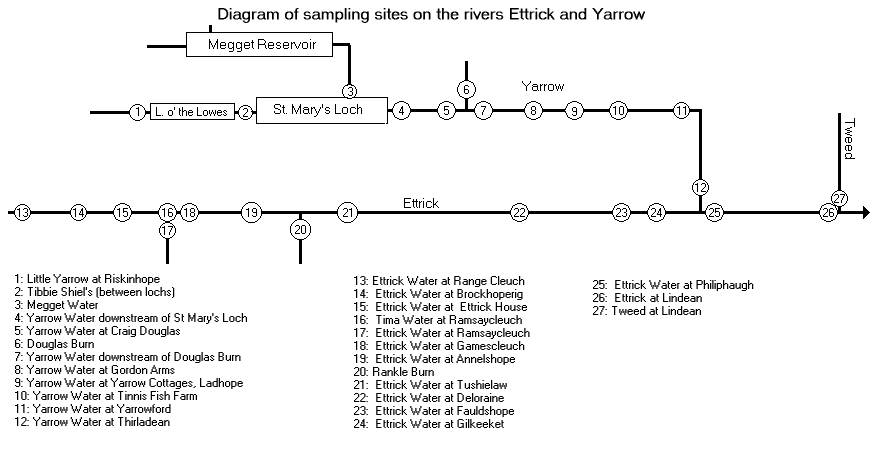 Diagram of sampling sites on the rivers Ettrick and Yarrow
Megget Reservoir
3
6
Yarrow
1
L. o' the Lowes
2
St. Mary's Loch
4
5
7
8
9
10
11
Tweed
12
27
Ettrick
13
14
15
16
18
19
21
22
23
24
25
26
17
20
1: Little Yarrow at Riskinhope
2: Tibbie Shiel's (between lochs)
3: Megget Water
4: Yarrow Water downstream of St Mary's Loch
5: Yarrow Water at Craig Douglas
6: Douglas Burn
7: Yarrow Water downstream of Douglas Burn
8: Yarrow Water at Gordon Arms
9: Yarrow Water at Yarrow Cottages, Ladhope
10: Yarrow Water at Tinnis Fish Farm
11: Yarrow Water at Yarrowford
12: Yarrow Water at Thirladean
13: Ettrick Water at Range Cleuch
14: Ettrick Water at Brockhoperig
15: Ettrick Water at Ettrick House
16: Tima Water at Ramsaycleuch
17: Ettrick Water at Ramsaycleuch
18: Ettrick Water at Gamescleuch
19: Ettrick Water at Annelshope
20: Rankle Burn
21: Ettrick Water at Tushielaw
22: Ettrick Water at Deloraine
23: Ettrick Water at Fauldshope
24: Ettrick Water at Gilkeeket
25: Ettrick Water at Philiphaugh
26: Ettrick at Lindean
27: Tweed at Lindean